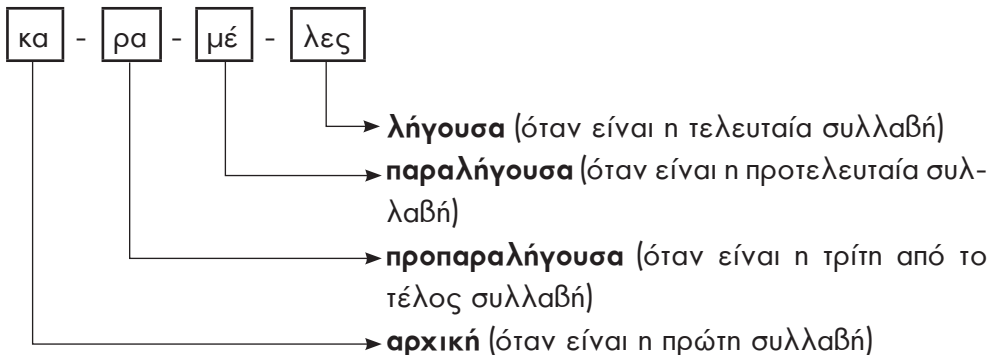 κα - ρα - μέ - λες
λήγουσα (όταν είναι η τελευταία συλλαβή)
παραλήγουσα (όταν είναι η προτελευταία συλ-
λαβή)
προπαραλήγουσα (όταν είναι η τρίτη από το
τέλος συλλαβή)
αρχική (όταν είναι η πρώτη συλλαβή)